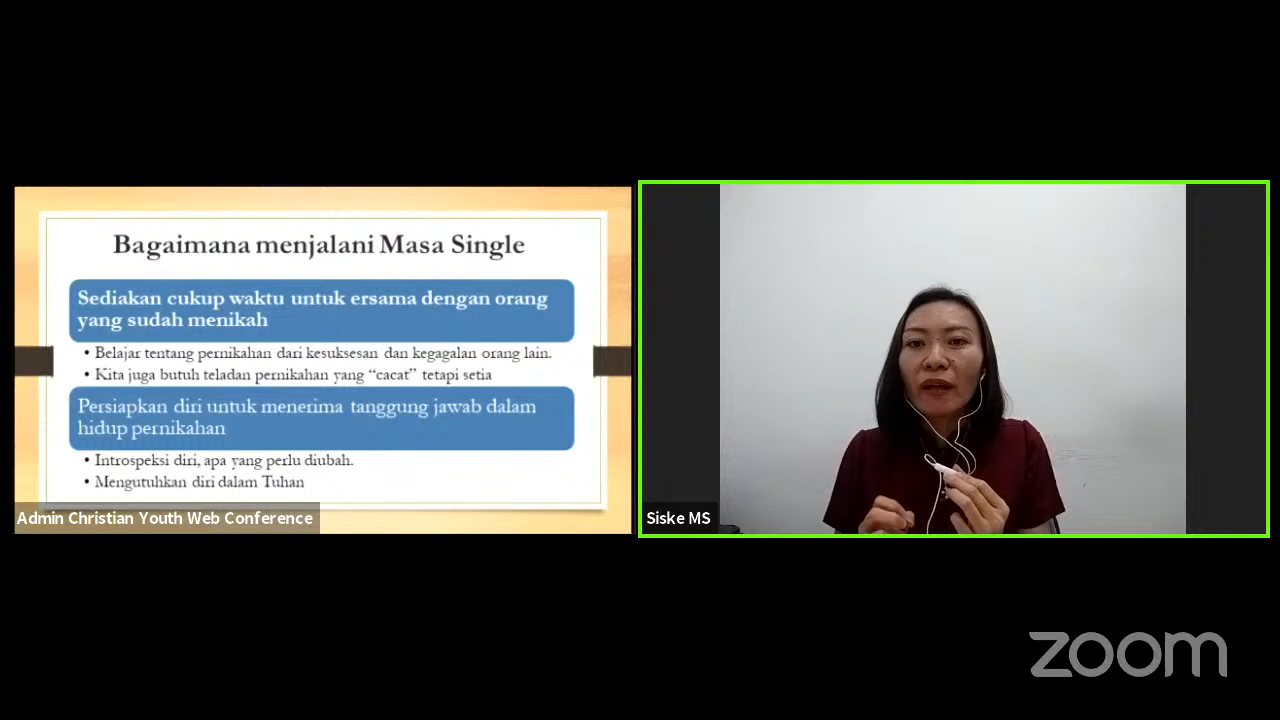 Bagaimana menjalani Masa Single
Sediakan cukup waktu untuk ersama dengan orang
yang sudah menikah
• Belajar tentang pernikahan dari kesuksesan dan kegagalan orang lain.
• Kita juga butuh teladan pernikahan yang “cacat” tetapi setia
Persiapkan diri untuk menerima tanggung jawab dalam
hidup pernikahan
• Introspeksi diri, apa yang perlu diubah.
• Mengutuhkan diri dalam Tuhan
Admin Christian Youth Web Conference
Siske MS
zoom